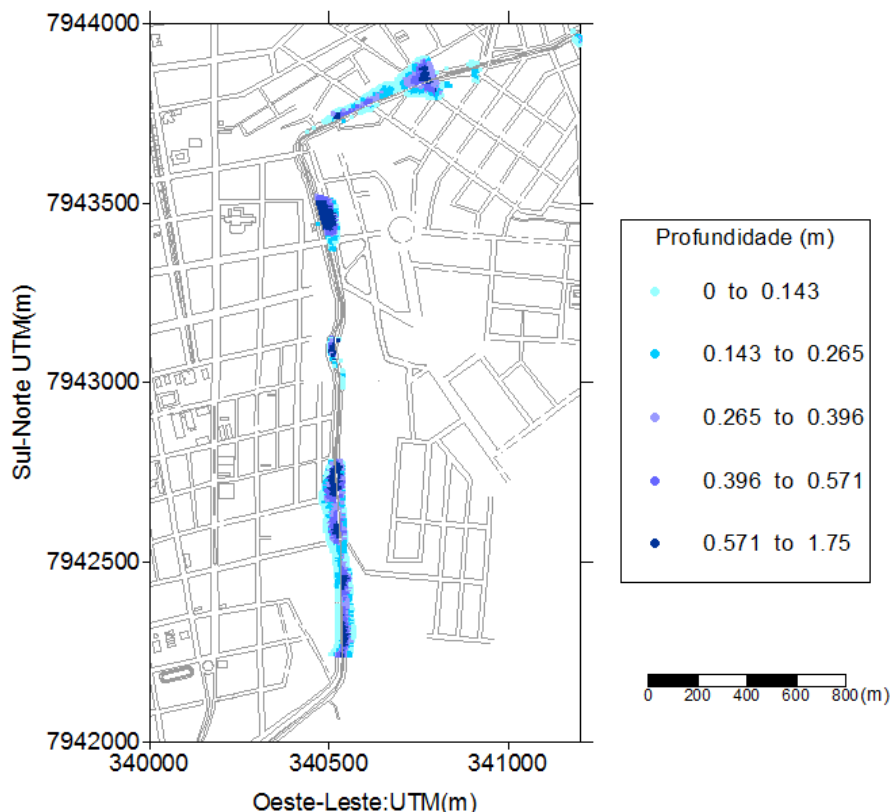 7944000
7943500
7943000
7942500
7942000
Sul-Norte UTM(m)
340000
340500
341000
Oeste-Leste:UTM(m)
Profundidade (m)
0 to 0.143
0.143 to 0.265
0.265 to 0.396
0.396 to 0.571
0.571 to 1.75
0 200 400 600 800 (m)